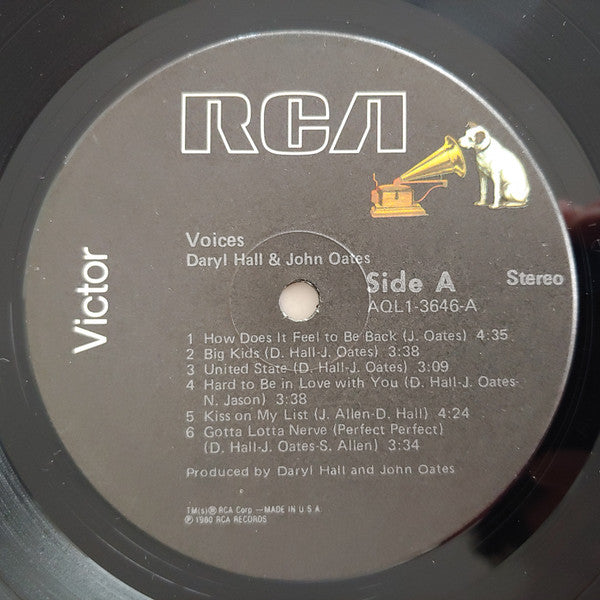 RCA
Victor
Voices
Daryl Hall & John Oates
Side A
Stereo
AQL1-3646-A
1 How Does It Feel to Be Back (J. Oates) 4:35
2 Big Kids (D. Hall-J. Oates) 3:38
3 United State (D. Hall-J. Oates) 3:09
4 Hard to Be in Love with You (D. Hall-J. Oates-
N. Jason) 3:38
5 Kiss on My List (J. Allen-D. Hall) 4:24
6 Gotta Lotta Nerve (Perfect Perfect)
(D. Hall-J. Oates-S. Allen) 3:34
Produced by Daryl Hall and John Oates
TM(s)® RCA Corp —MADE IN U.S.A.
℗ 1980 RCA RECORDS